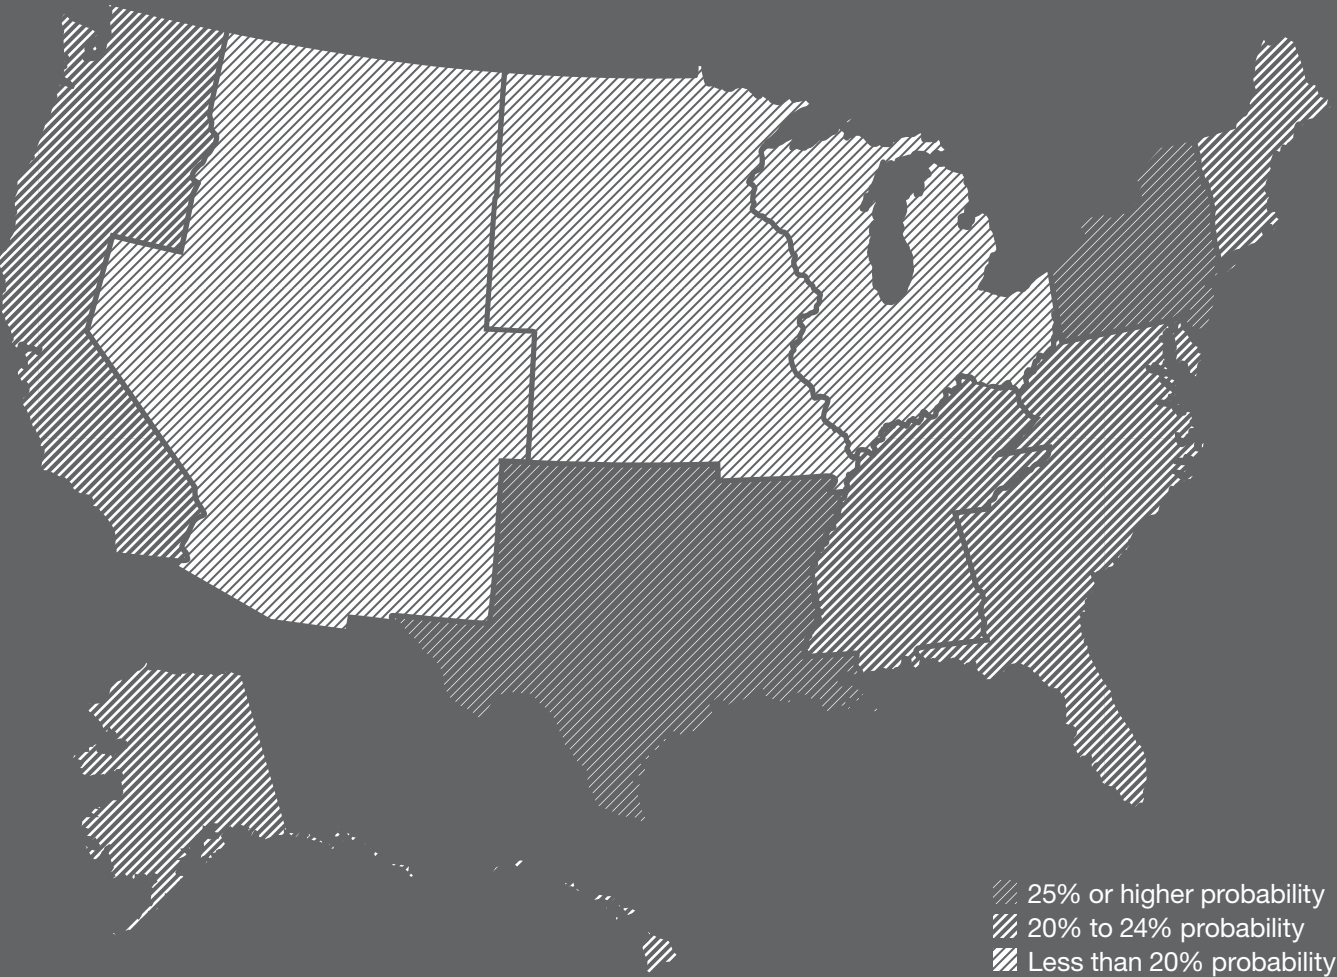 25% or higher probability
20% to 24% probability
Less than 20% probability